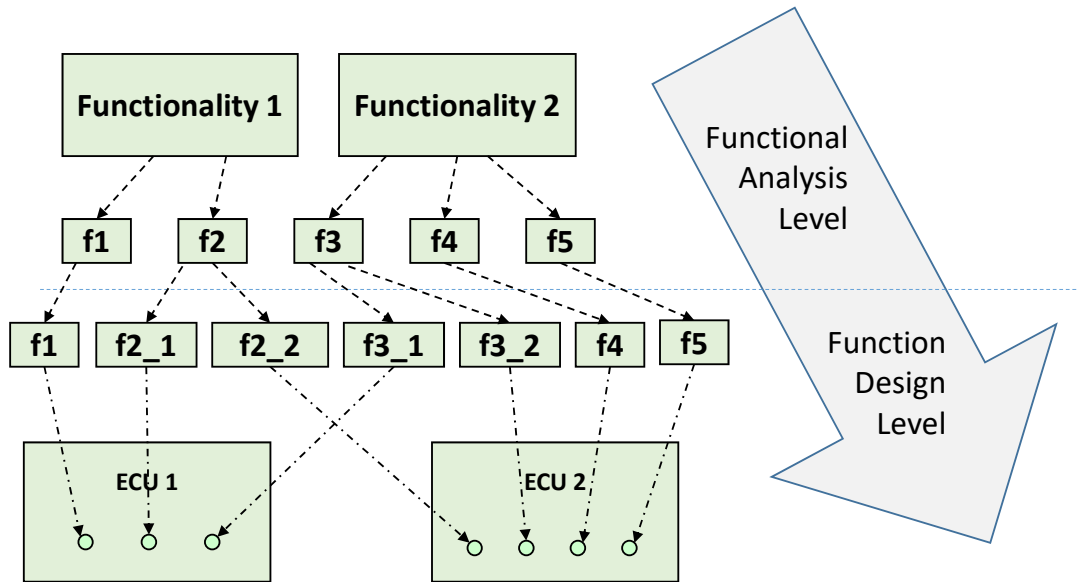 Functionality 1
Functionality 2
Functional
Analysis
Level
f1
f2
f3
f4
f5
f1
f2_1
f2_2
f3_1
f3_2
f4
f5
Function
Design
Level
ECU 1
ECU 2